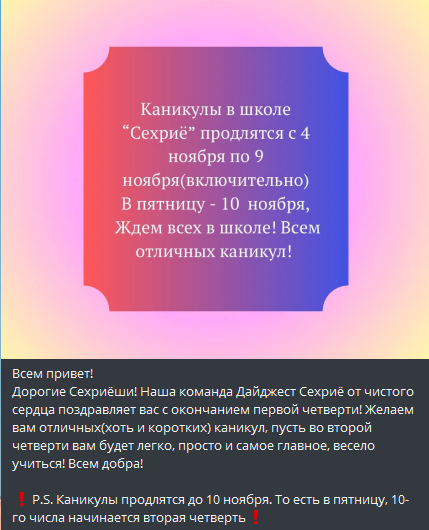 Каникулы в школе
“Сехриё” продлятся с 4
ноября по 9
ноября(включительно)
В пятницу - 10 ноября,
Ждем всех в школе! Всем
отличных каникул!
Всем привет!
Дорогие Сехриёши! Наша команда Дайджест Сехриё от чистого
сердца поздравляет вас с окончанием первой четверти! Желаем
вам отличных(хоть и коротких) каникул, пусть во второй
четверти вам будет легко, просто и самое главное, весело
учиться! Всем добра!
❗ P.S. Каникулы продлятся до 10 ноября. То есть в пятницу, 10-
го числа начинается вторая четверть ❗